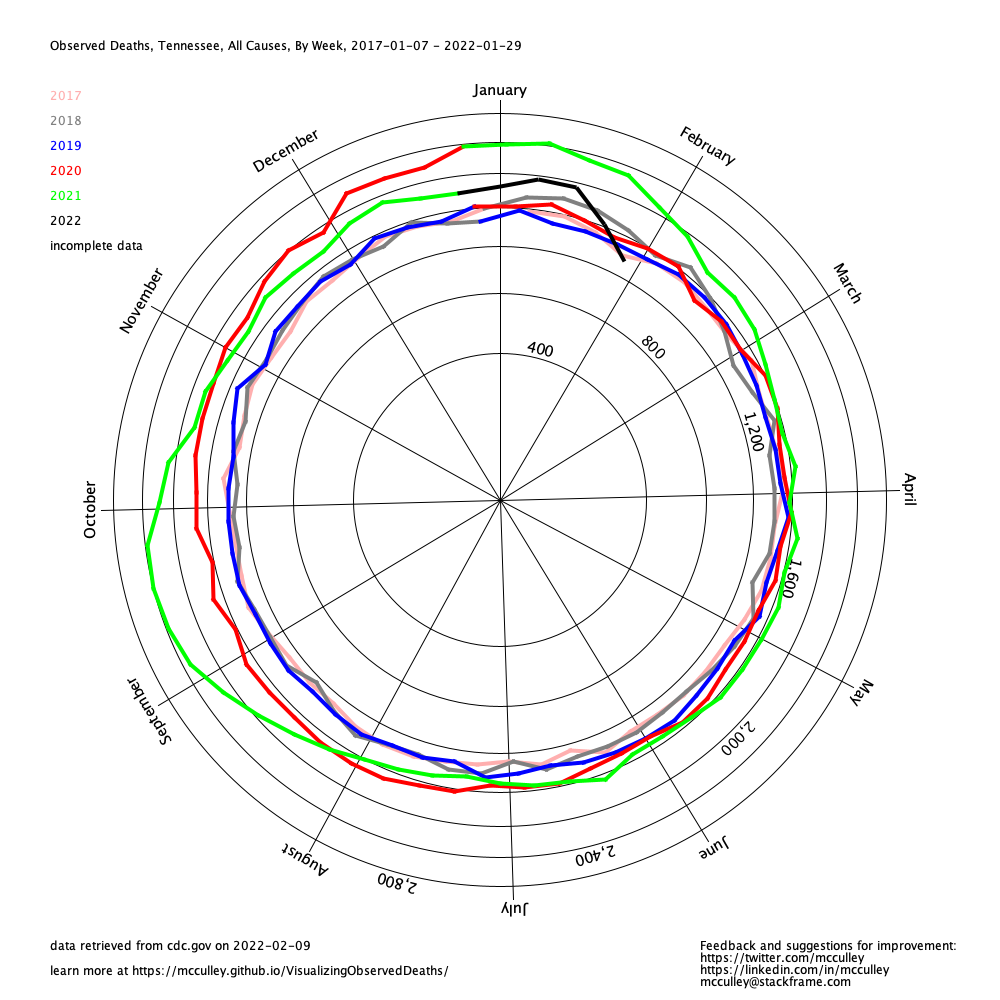 Observed Deaths, Tennessee, All Causes, By Week, 2017-01-07 - 2022-01-29
January
2017
2018
2019
2020
2021
2022
incomplete data
December
February
November
March
400
800
1,200
October
April
1,600
September
May
2,000
August
June
2,400
2,800
July
data retrieved from cdc.gov on 2022-02-09
learn more at https://mcculley.github.io/VisualizingObservedDeaths/
Feedback and suggestions for improvement:
https://twitter.com/mcculley
https://linkedin.com/in/mcculley
mcculley@stackframe.com